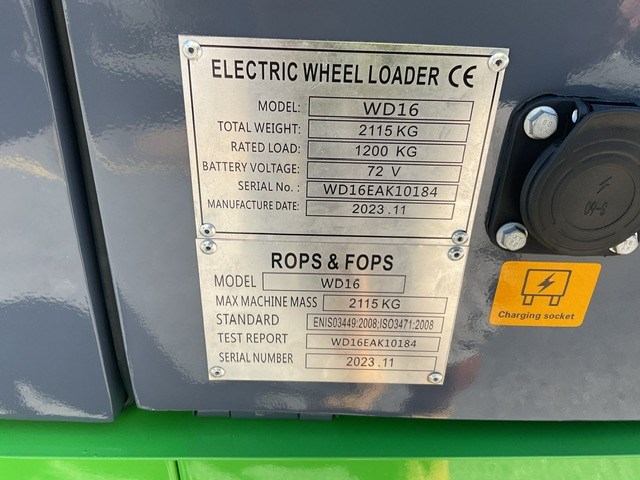 ELECTRIC WHEEL LOADER CE
MODEL: WD16
TOTAL WEIGHT: 2115 KG
RATED LOAD: 1200 KG
BATTERY VOLTAGE: 72 V
SERIAL No.: WD16EAK10184
MANUFACTURE DATE: 2023.11
ROPS & FOPS
MODEL WD16
MAX MACHINE MASS 2115 KG
STANDARD ENIS03449:2008;ISO3471:2008
TEST REPORT WD16EAK10184
SERIAL NUMBER 2023.11
Charging socket